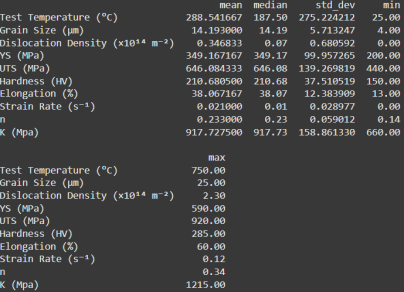 mean median std_dev min
Test Temperature (°C) 288.541667 187.50 275.224212 25.00
Grain Size (μm) 14.193000 14.19 5.713247 4.00
Dislocation Density (x10¹⁴ m⁻²) 0.346833 0.07 0.680592 0.00
YS (MPa) 349.167167 349.17 99.957265 200.00
UTS (MPa) 646.084333 646.08 139.269819 440.00
Hardness (HV) 210.680500 210.68 37.510519 150.00
Elongation (%) 38.067167 38.07 12.383909 13.00
Strain Rate (s⁻¹) 0.021000 0.01 0.028977 0.00
n 0.233000 0.23 0.059012 0.14
K (Mpa) 917.727500 917.73 158.861330 660.00
max
Test Temperature (°C) 750.00
Grain Size (μm) 25.00
Dislocation Density (x10¹⁴ m⁻²) 2.30
YS (MPa) 590.00
UTS (MPa) 920.00
Hardness (HV) 285.00
Elongation (%) 60.00
Strain Rate (s⁻¹) 0.12
n 0.34
K (Mpa) 1215.00